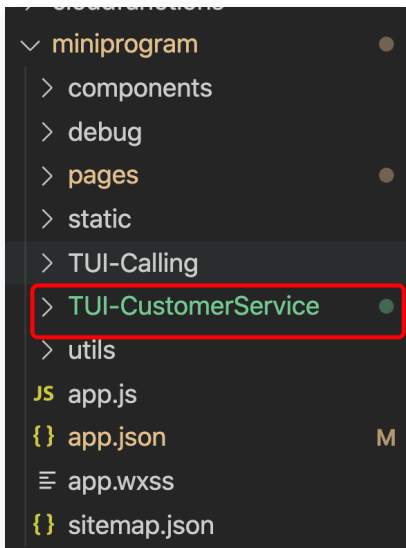 cloudfunctions
miniprogram
components
debug
pages
static
TUI-Calling
TUI-CustomerService
utils
JS app.js
{} app.json M
app.wxss
{} sitemap.json